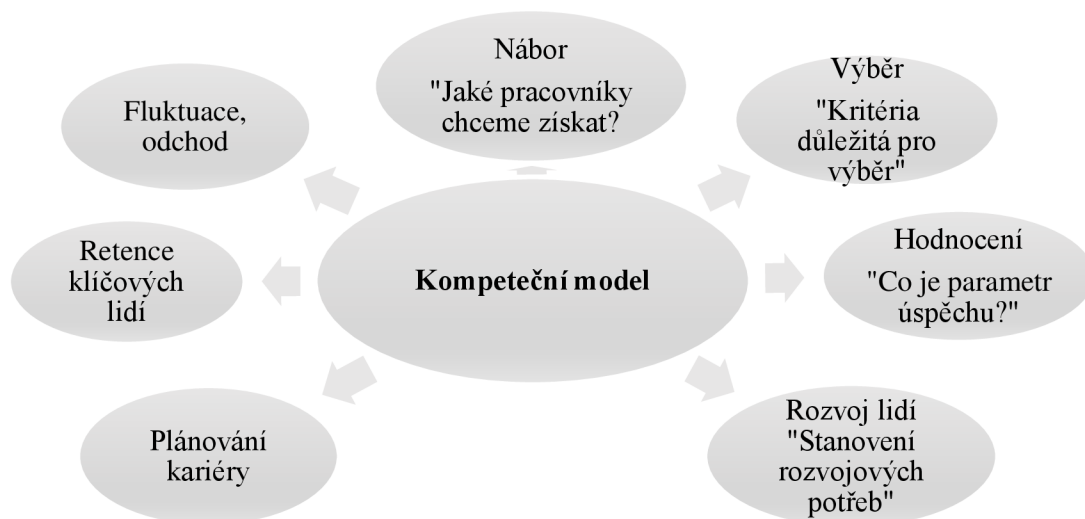 Nábor
"Jaké pracovníky
chceme získat?
Výběr
"Kritéria
důležitá pro
výběr"
Fluktuace,
odchod
Retence
klíčových
lidí
Kompeteční model
Hodnocení
"Co je parametr
úspěchu?"
Plánování
kariéry
Rozvoj lidí
"Stanovení
rozvojových
potřeb"